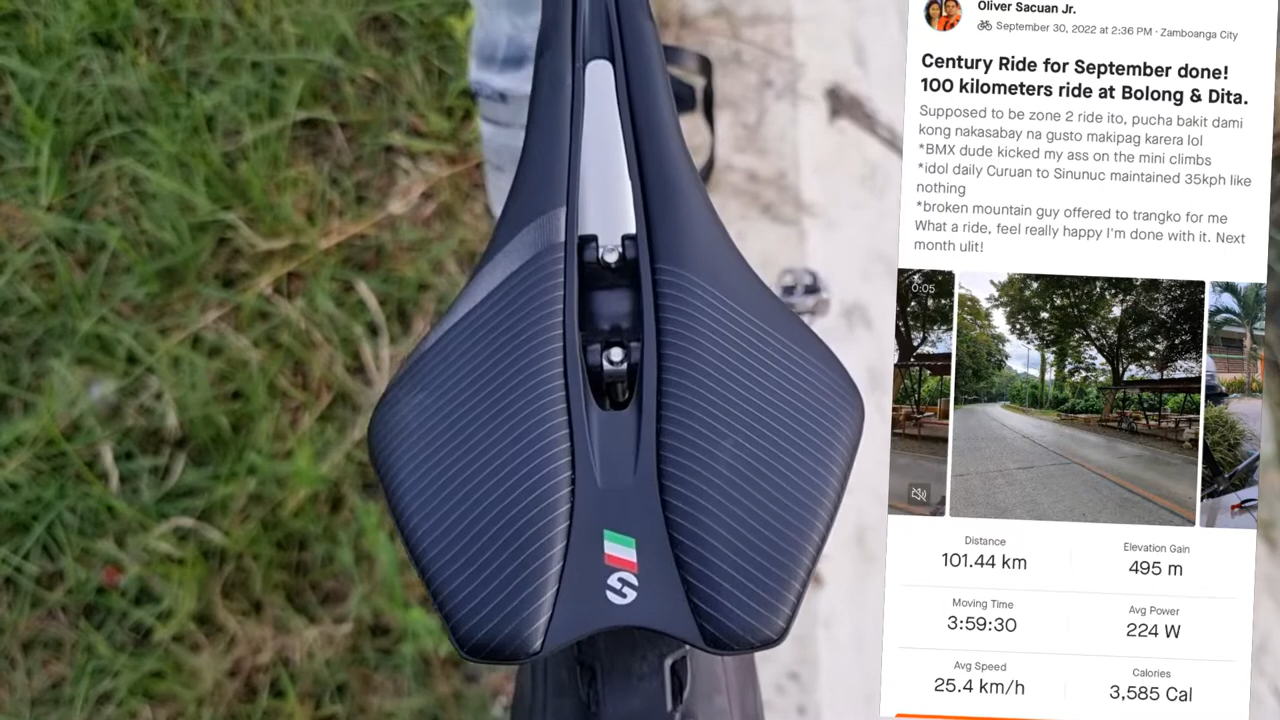 Oliver Sacuan Jr.
September 30, 2022 at 2:36 PM · Zamboanga City
Century Ride for September done!
100 kilometers ride at Bolong & Dita.
Supposed to be zone 2 ride ito, pucha bakit dami
kong nakasabay na gusto makipag karera lol
*BMX dude kicked my ass on the mini climbs
*idol daily Curuan to Sinunuc maintained 35kph like
nothing
*broken mountain guy offered to trangko for me
What a ride, feel really happy I'm done with it. Next
month ulit!
0:05
Distance
101.44 km
Elevation Gain
495 m
Moving Time
3:59:30
Avg Power
224 W
Avg Speed
25.4 km/h
Calories
3,585 Cal